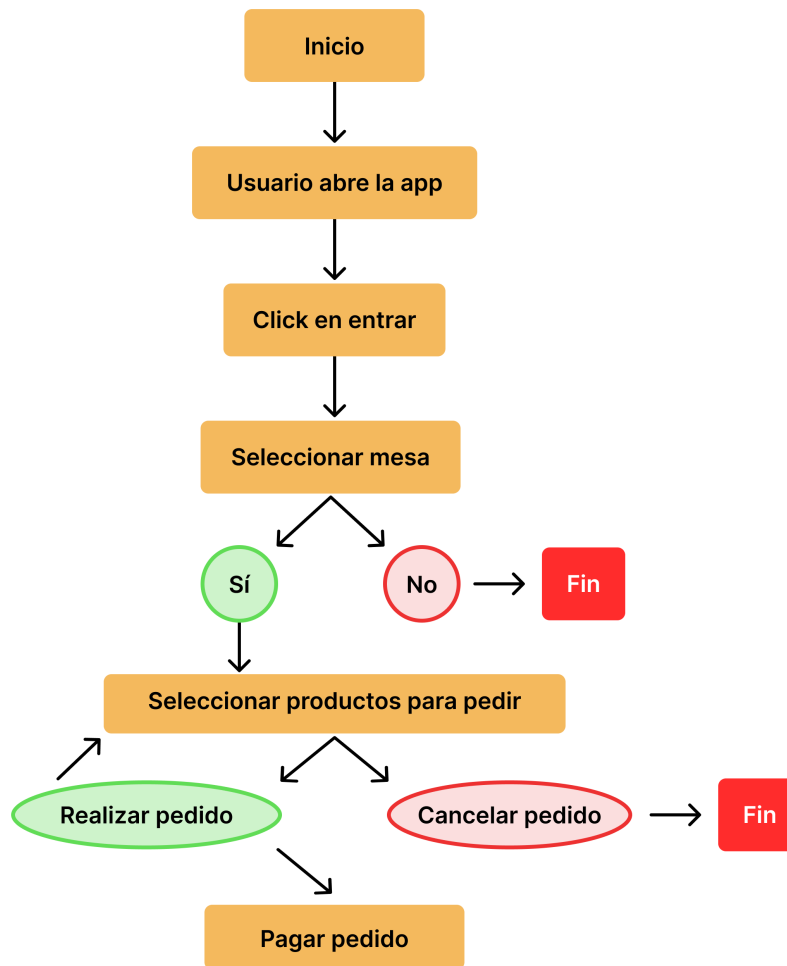 Inicio
Usuario abre la app
Click en entrar
Seleccionar mesa
Sí
No
Fin
Seleccionar productos para pedir
Realizar pedido
Cancelar pedido
Fin
Pagar pedido